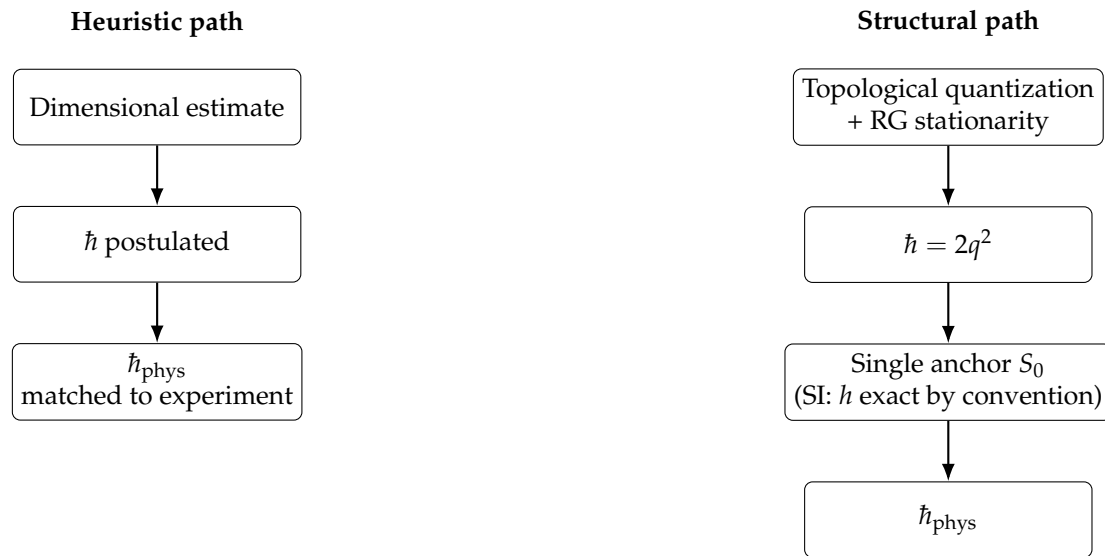 Heuristic path
Dimensional estimate
ℏ postulated
ℏ_phys
matched to experiment
Structural path
Topological quantization
+ RG stationarity
ℏ = 2q²
Single anchor S₀
(SI: h exact by convention)
ℏ_phys